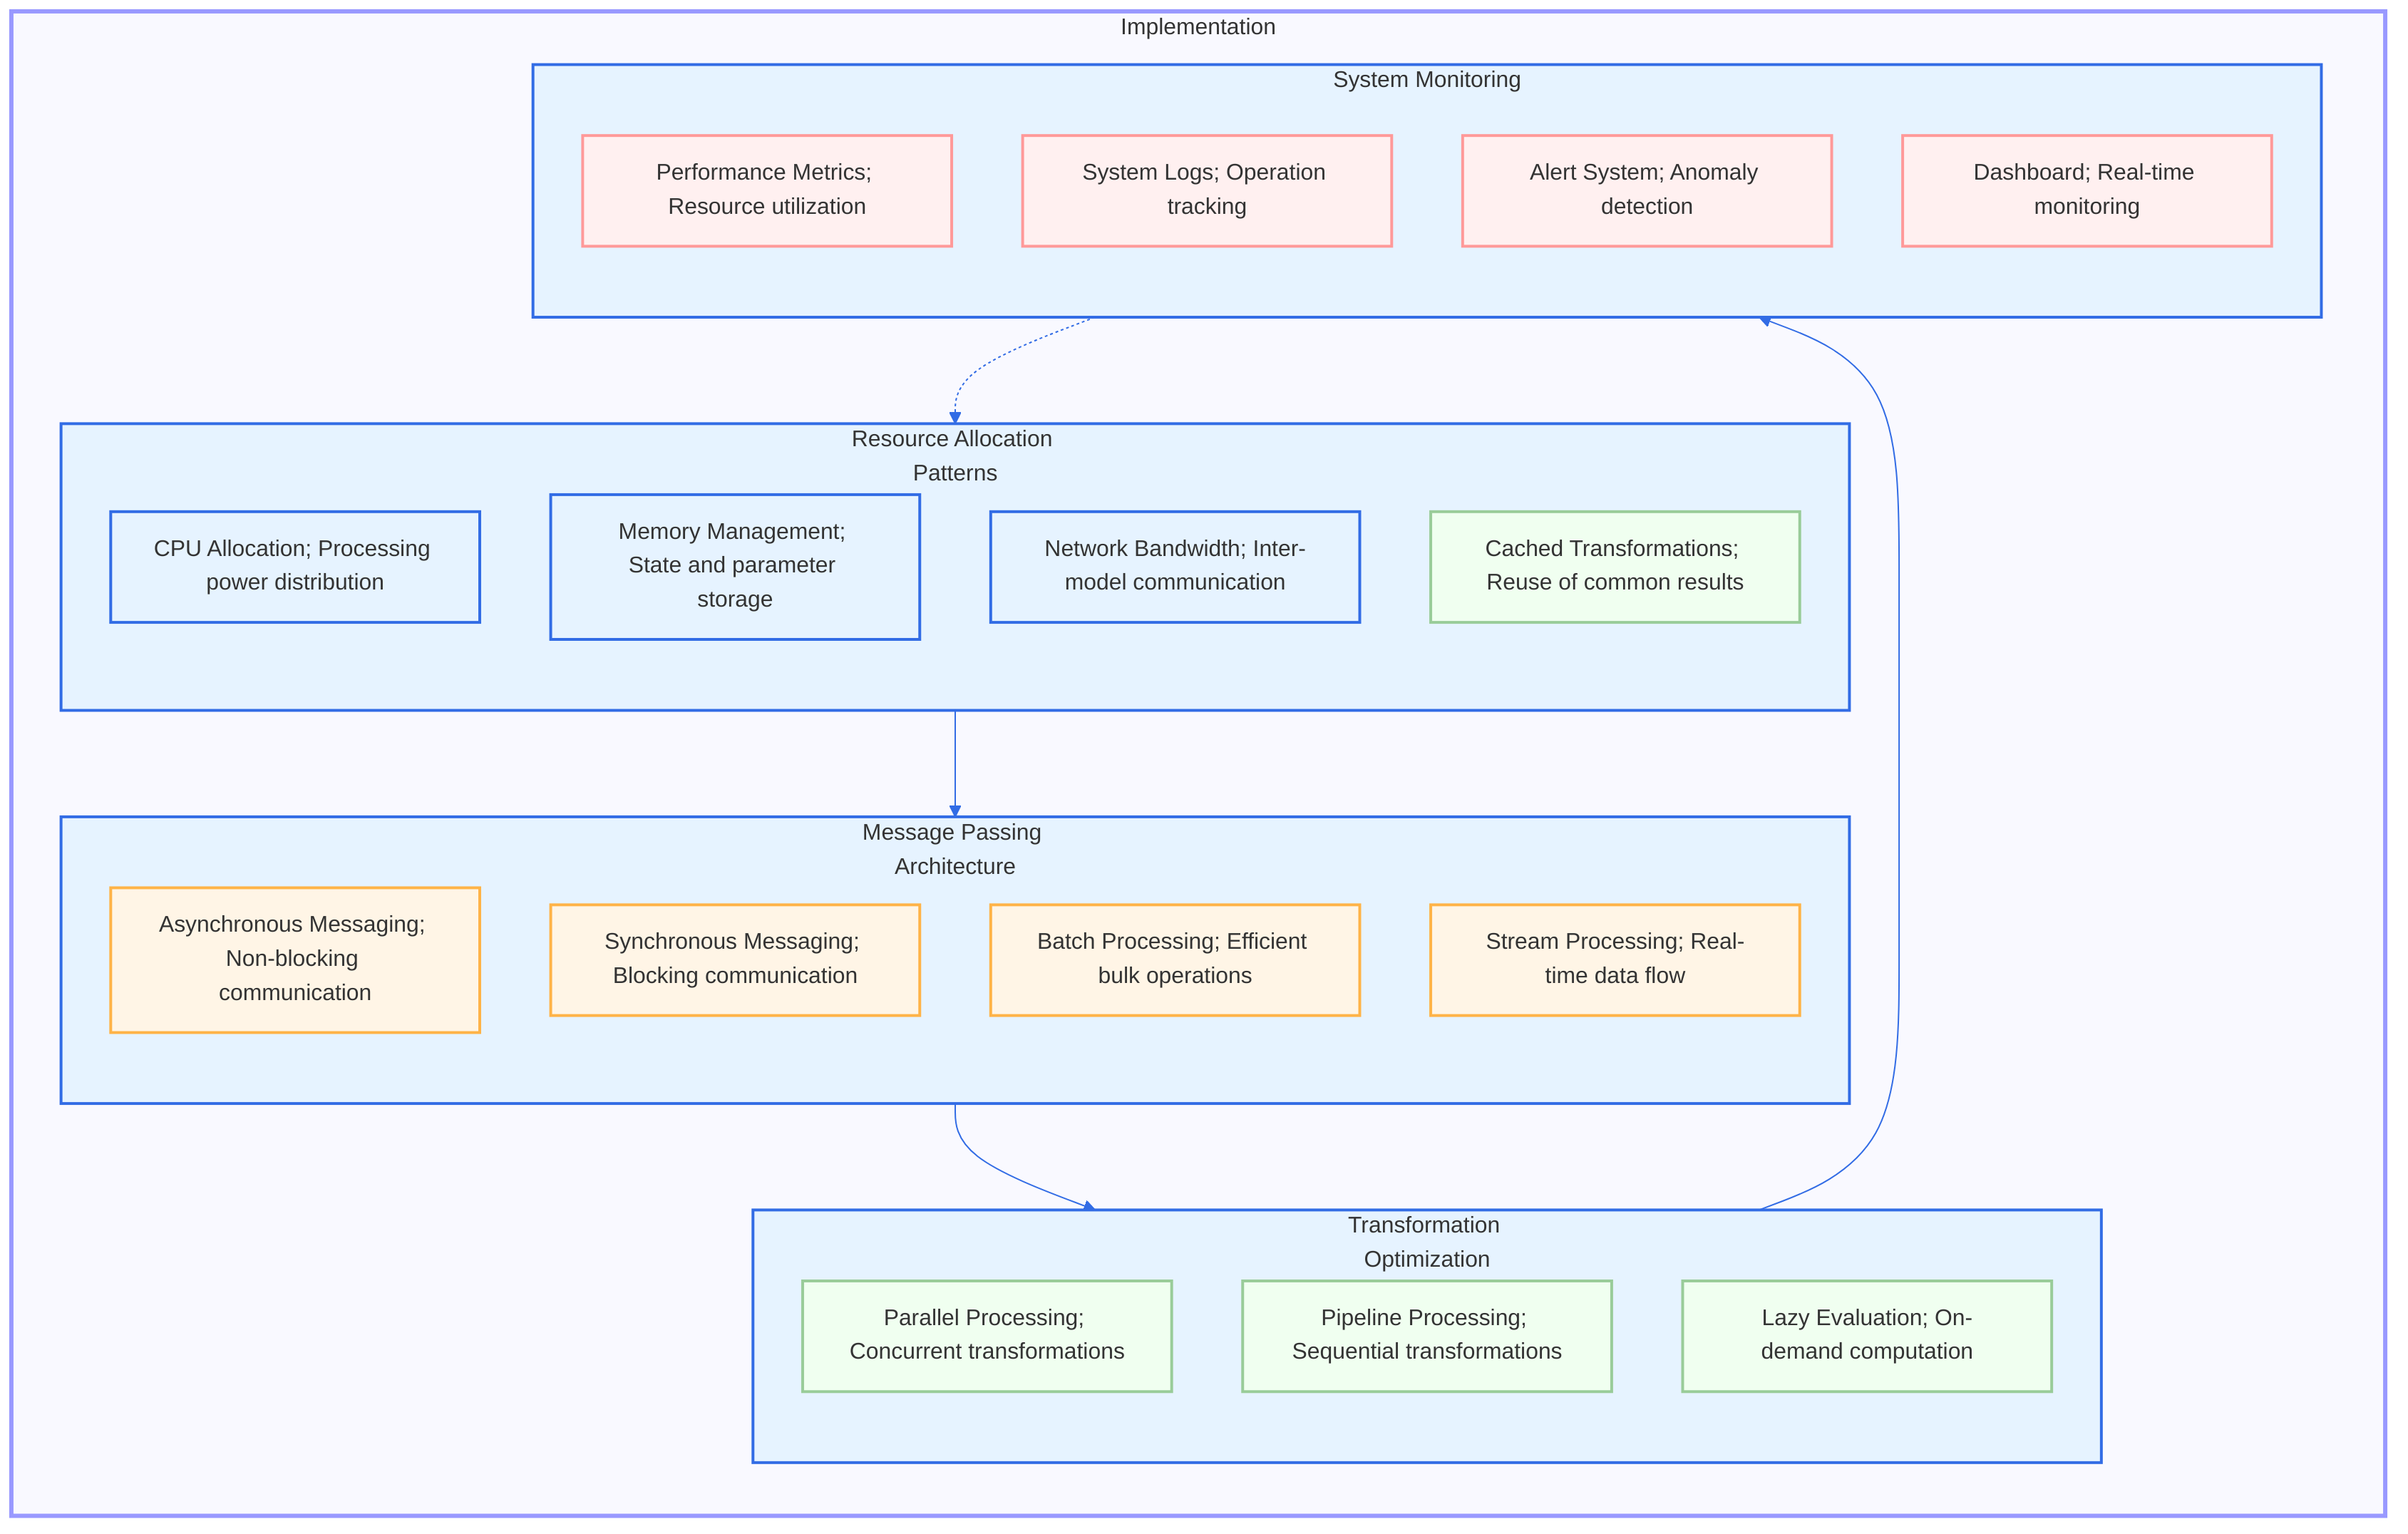 Implementation
System Monitoring
Performance Metrics;
Resource utilization
System Logs; Operation
tracking
Alert System; Anomaly
detection
Dashboard; Real-time
monitoring
Resource Allocation
Patterns
CPU Allocation; Processing
power distribution
Memory Management;
State and parameter
storage
Network Bandwidth; Inter-
model communication
Cached Transformations;
Reuse of common results
Message Passing
Architecture
Asynchronous Messaging;
Non-blocking
communication
Synchronous Messaging;
Blocking communication
Batch Processing; Efficient
bulk operations
Stream Processing; Real-
time data flow
Transformation
Optimization
Parallel Processing;
Concurrent transformations
Pipeline Processing;
Sequential transformations
Lazy Evaluation; On-
demand computation